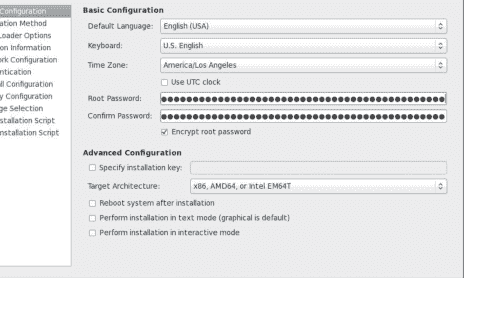 Configuration
ation Method
Loader Options
on Information
ork Configuration
entication
ll Configuration
y Configuration
ge Selection
stallation Script
nstallation Script
Basic Configuration
Default Language: English (USA)
Keyboard: U.S. English
Time Zone: America/Los Angeles
Use UTC clock
Root Password: ●●●●●●●●●●●●●●●●●●●●●●●●●●●●●●●●●●●●●●●●●●●●●●
Confirm Password: ●●●●●●●●●●●●●●●●●●●●●●●●●●●●●●●●●●●●●●●●●●●●●●
Encrypt root password
Advanced Configuration
Specify installation key:
Target Architecture: x86, AMD64, or Intel EM64T
Reboot system after installation
Perform installation in text mode (graphical is default)
Perform installation in interactive mode